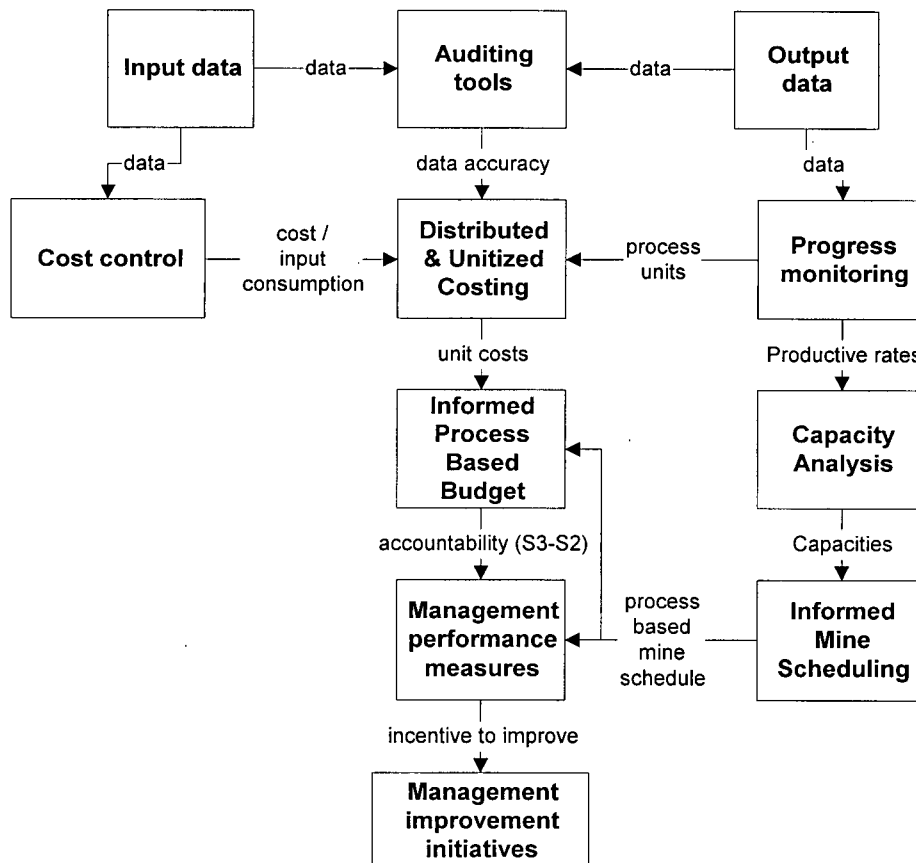 Input data
data
Auditing
tools
data
Output
data
data
data accuracy
data
Cost control
cost /
input
consumption
Distributed
& Unitized
Costing
process
units
Progress
monitoring
unit costs
Productive rates
Informed
Process
Based
Budget
Capacity
Analysis
accountability (S3-S2)
Capacities
Management
performance
measures
process
based
mine
schedule
Informed
Mine
Scheduling
incentive to improve
Management
improvement
initiatives